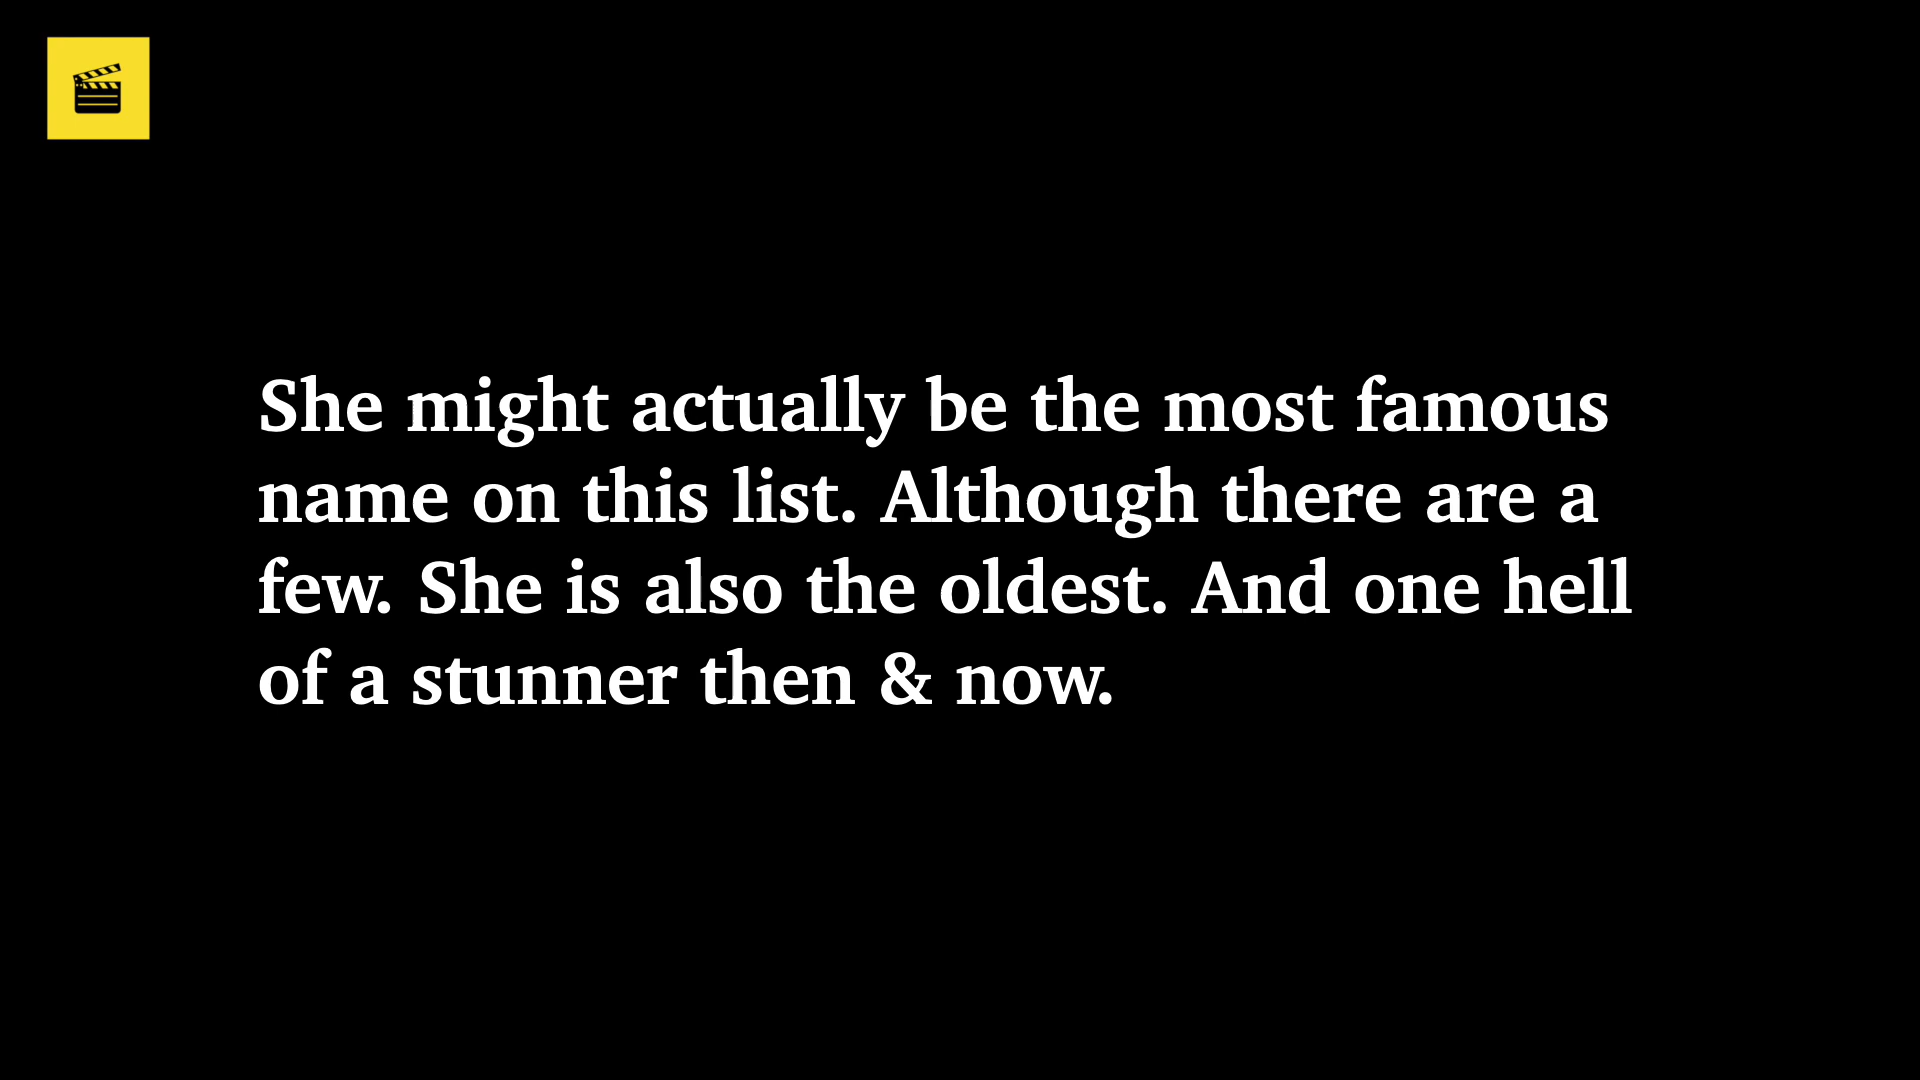 She might actually be the most famous
name on this list. Although there are a
few. She is also the oldest. And one hell
of a stunner then & now.